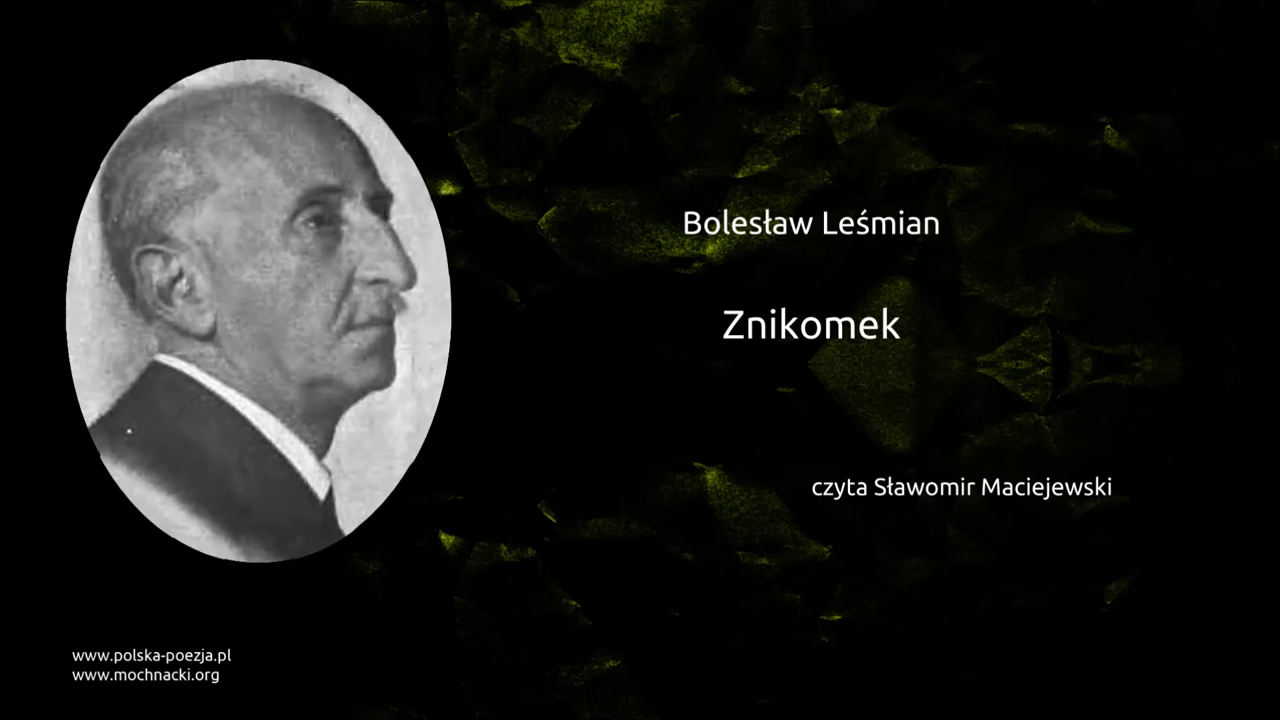 Bolesław Leśmian
Znikomek
czyta Sławomir Maciejewski
www.polska-poezja.pl
www.mochnacki.org